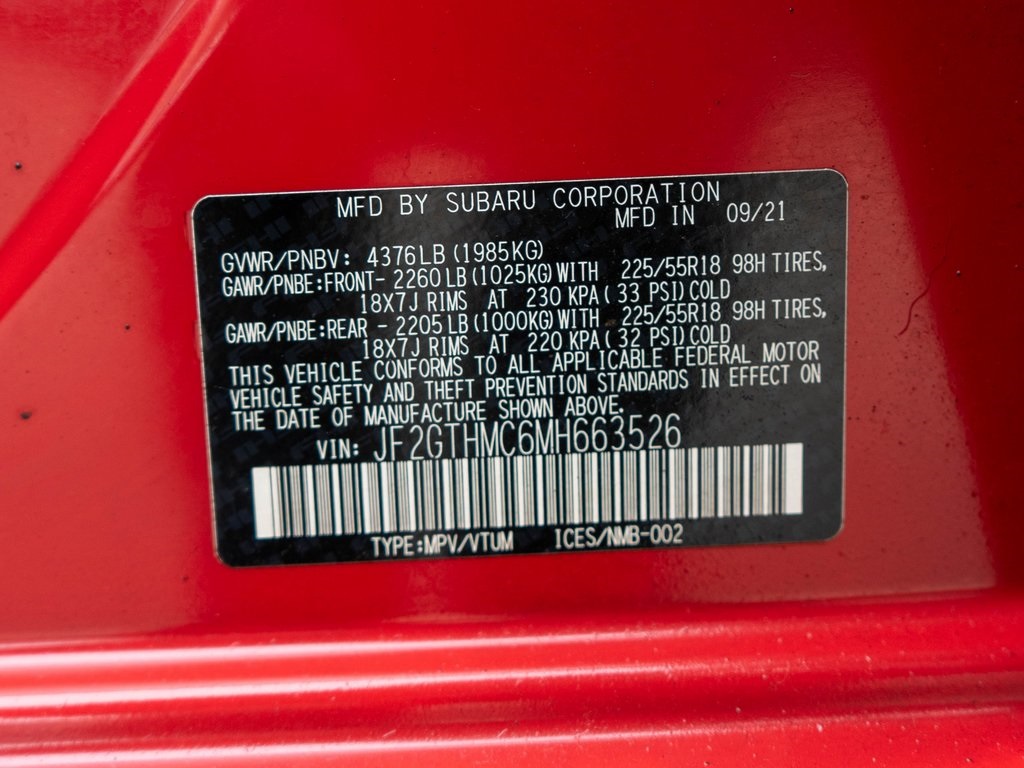 MFD BY SUBARU CORPORATION
MFD IN 09/21
GVWR/PNBV: 4376LB (1985KG)
GAWR/PNBE:FRONT- 2260LB (1025KG)WITH 225/55R18 98H TIRES,
18X7J RIMS AT 230 KPA( 33 PSI)COLD
GAWR/PNBE:REAR - 2205LB (1000KG)WITH 225/55R18 98H TIRES,
18X7J RIMS AT 220 KPA( 32 PSI)COLD
THIS VEHICLE CONFORMS TO ALL APPLICABLE FEDERAL MOTOR
VEHICLE SAFETY AND THEFT PREVENTION STANDARDS IN EFFECT ON
THE DATE OF MANUFACTURE SHOWN ABOVE.
VIN: JF2GTHMC6MH663526
TYPE:MPV/VTUM ICES/NMB-002